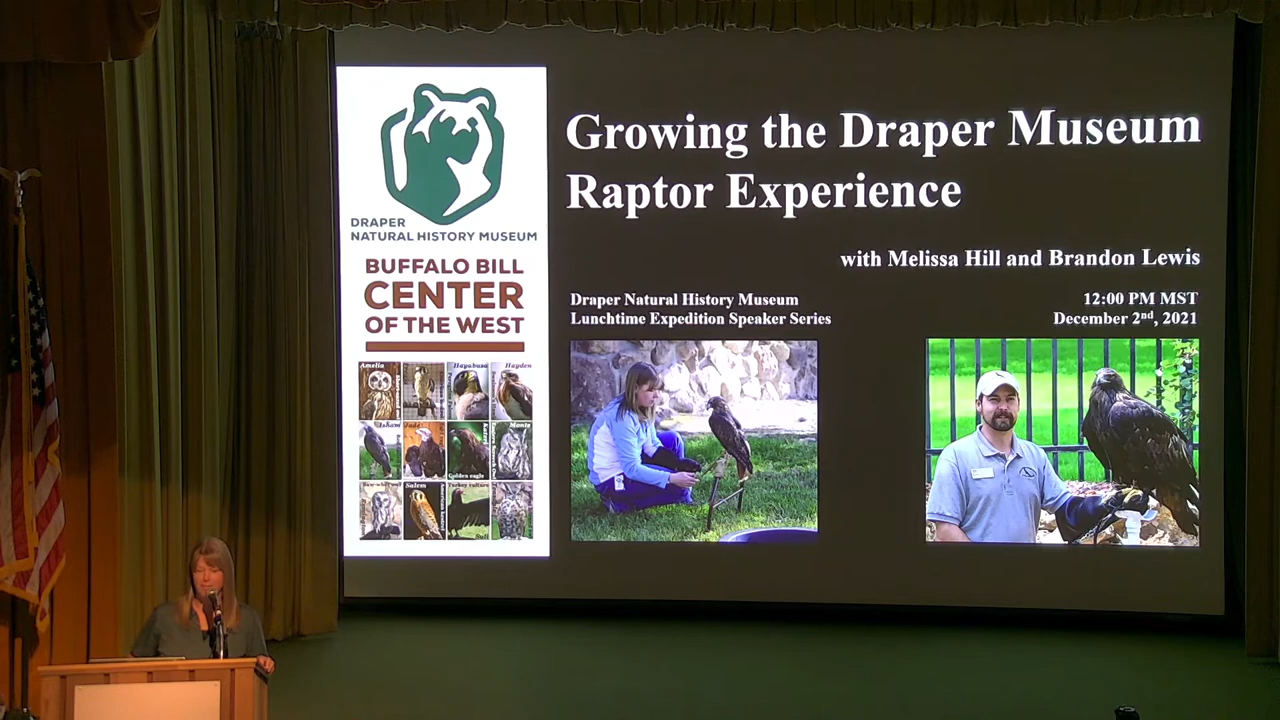 DRAPER
NATURAL HISTORY MUSEUM
BUFFALO BILL
CENTER
OF THE WEST
Amelia
Hayabusa
Hayden
Isham
Jade
Monte
Golden eagle
Salem
Turkey vulture
Growing the Draper Museum
Raptor Experience
with Melissa Hill and Brandon Lewis
Draper Natural History Museum
Lunchtime Expedition Speaker Series
12:00 PM MST
December 2nd, 2021